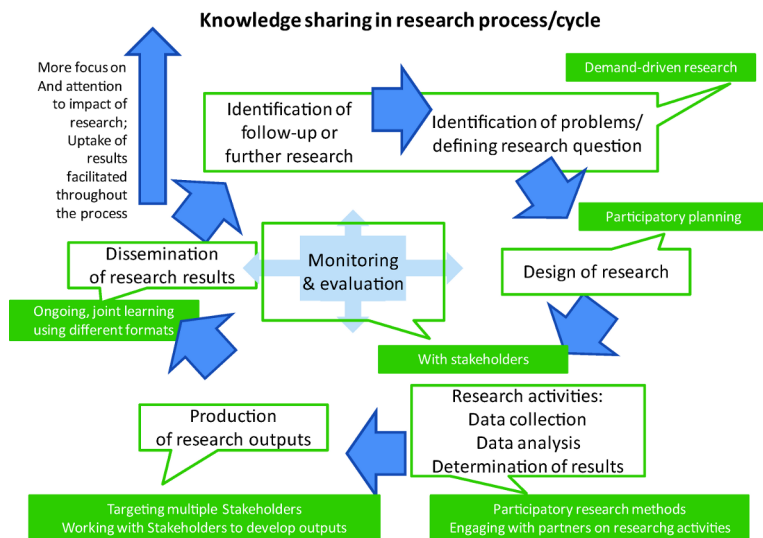 Knowledge sharing in research process/cycle
More focus on
And attention
to impact of
research;
Uptake of
results
facilitated
throughout
the process
Demand-driven research
Identification of
follow-up or
further research
Identification of problems/
defining research question
Participatory planning
Design of research
Monitoring
& evaluation
With stakeholders
Dissemination
of research results
Ongoing, joint learning
using different formats
Research activities:
Data collection
Data analysis
Determination of results
Production
of research outputs
Targeting multiple Stakeholders
Working with Stakeholders to develop outputs
Participatory research methods
Engaging with partners on researchg activities